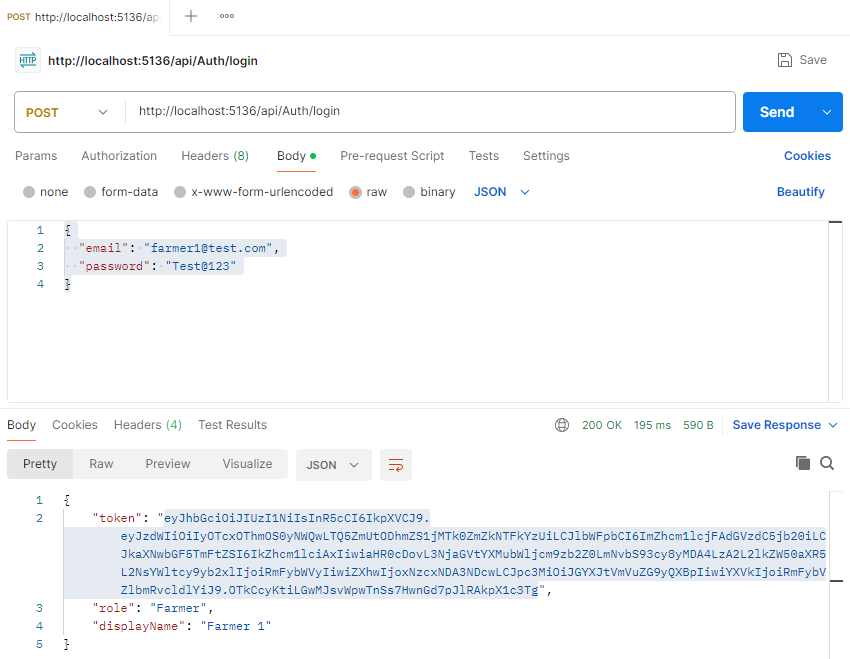 POST http://localhost:5136/ap
http://localhost:5136/api/Auth/login
Save
POST
http://localhost:5136/api/Auth/login
Send
Params
Authorization
Headers (8)
Body
Pre-request Script
Tests
Settings
Cookies
none
form-data
x-www-form-urlencoded
raw
binary
JSON
Beautify
1 {
2 "email": "farmer1@test.com",
3 "password": "Test@123"
4 }
Body
Cookies
Headers (4)
Test Results
200 OK
195 ms
590 B
Save Response
Pretty
Raw
Preview
Visualize
JSON
1 {
2 "token": "eyJhbGciOiJIUzI1NiIsInR5cCI6IkpXVCJ9.
eyJzdWIiOiIyOTcxOThmOS0yNWQwLTQ5ZmUtODhmZS1jMTk0ZmZkNTFkYzUiLCJlbWFpbCI6ImZhcm1lcjFAdGVzdC5jb20iLC
JkaXNwbGF5TmFtZSI6IkZhcm1lciAxIiwiaHR0cDovL3NjaGVtYXMubWljcm9zb2Z0LmNvbS93cy8yMDA4LzA2L2lkZW50aXR5
L2NsYWltcy9yb2xlIjoiRmFybWVyIiwiZXhwIjoxNzcxNDA3NDcwLCJpc3MiOiJGYXJtVmVuZG9yQXBpIiwiYXVkIjoiRmFybV
ZlbmRvcldlYiJ9.OTkCcyKtiLGwMJsvWpwTnSs7HwnGd7pJlRAkpX1c3Tg",
3 "role": "Farmer",
4 "displayName": "Farmer 1"
5 }